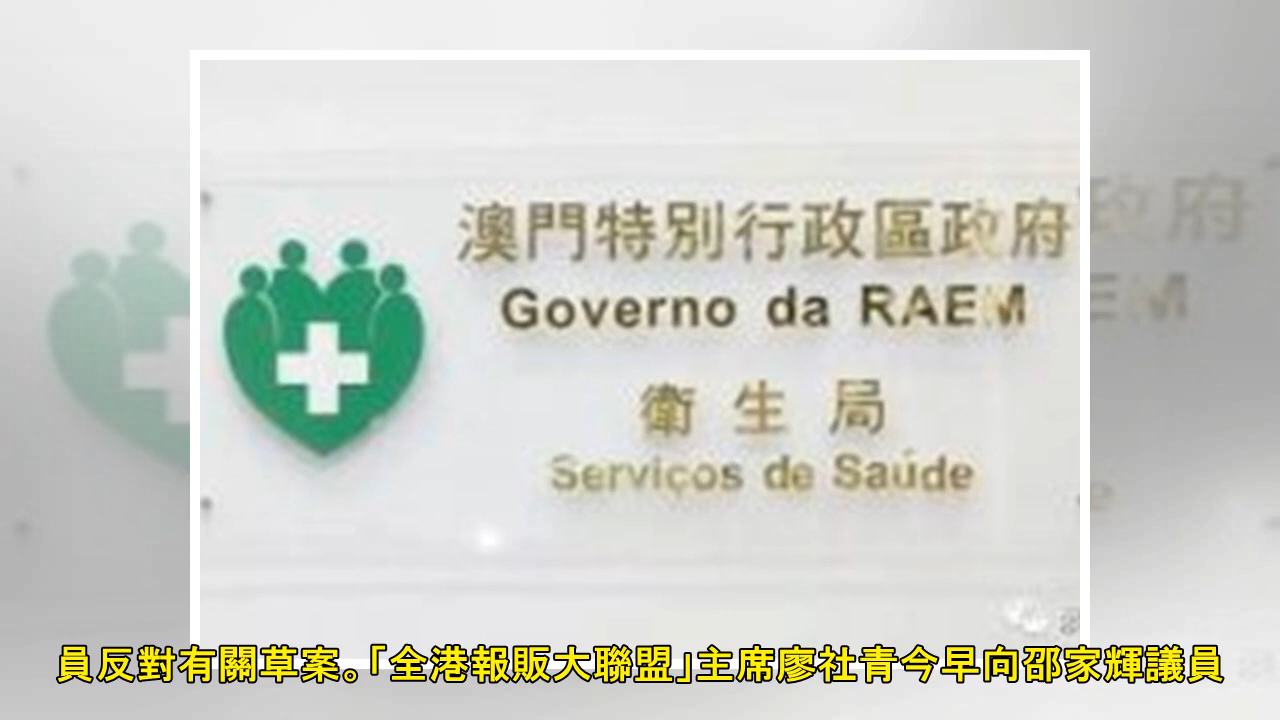 澳門特別行政區政府
Governo da RAEM
衛生局
Serviços de Saúde
員反對有關草案。「全港報販大聯盟」主席廖社青今早向邵家輝議員